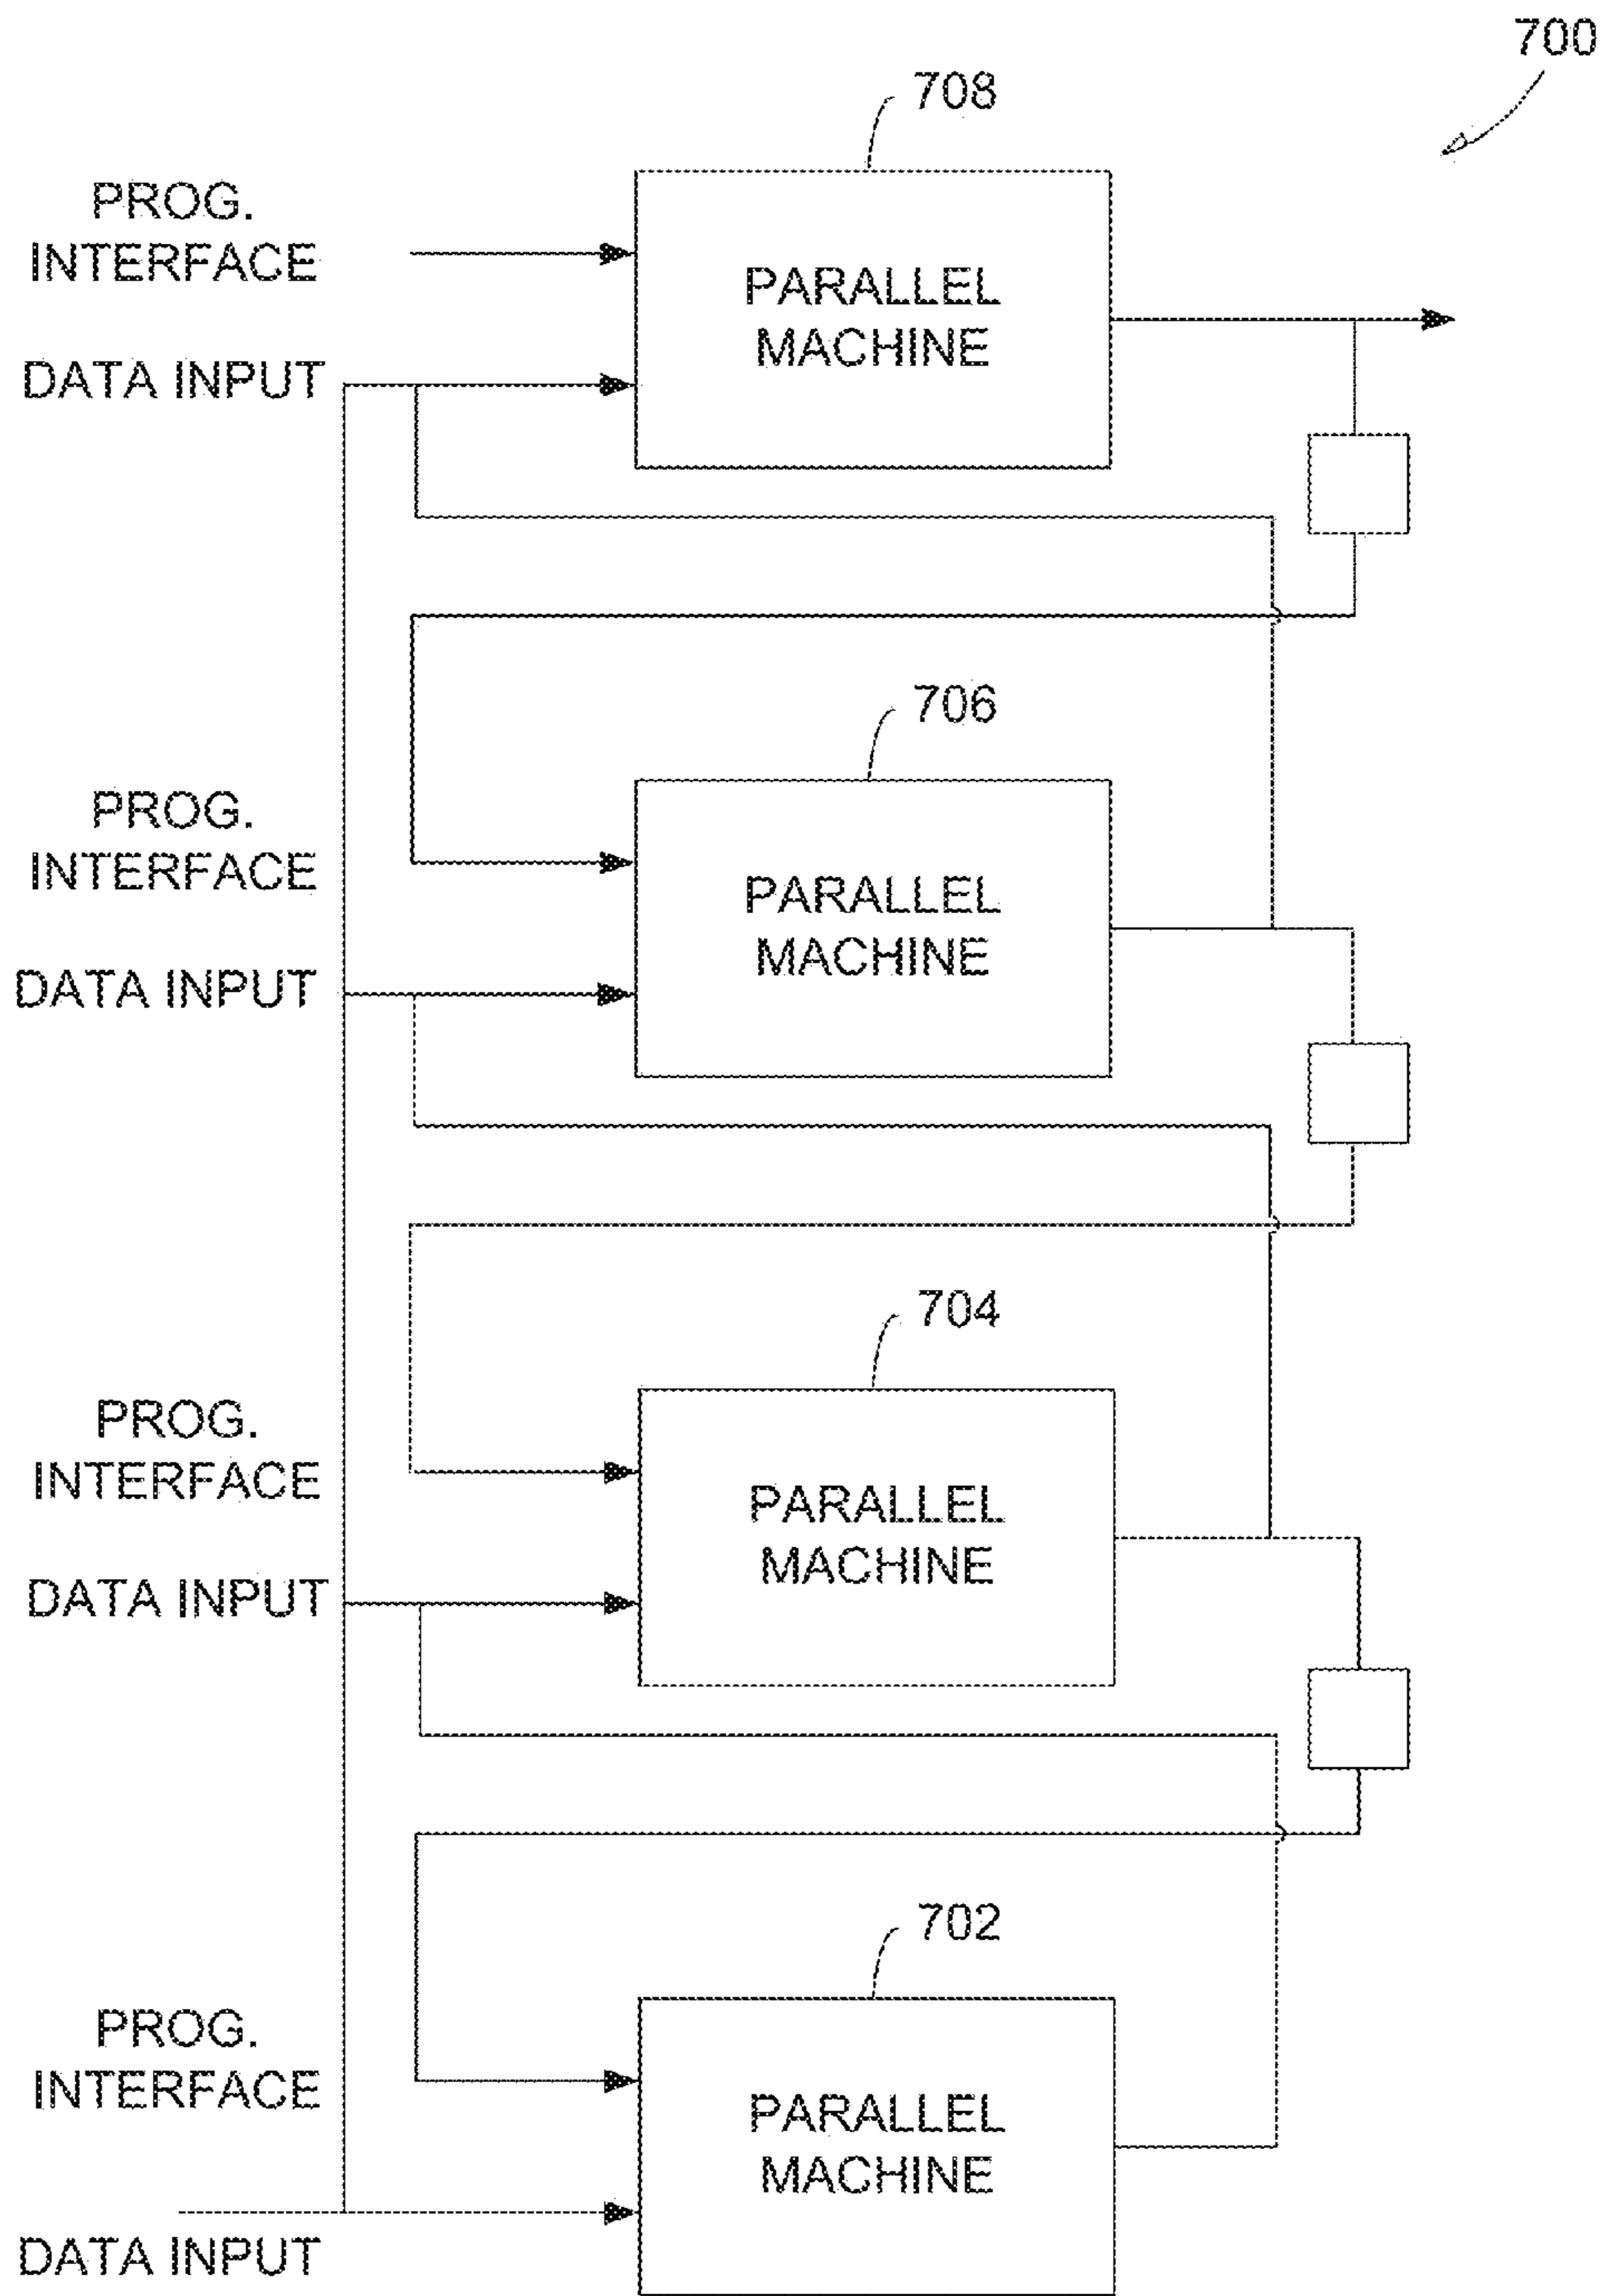 700
708
PROG.
INTERFACE
PARALLEL
MACHINE
DATA INPUT
706
PROG.
INTERFACE
PARALLEL
MACHINE
DATA INPUT
704
PROG.
INTERFACE
PARALLEL
MACHINE
DATA INPUT
702
PROG.
INTERFACE
PARALLEL
MACHINE
DATA INPUT